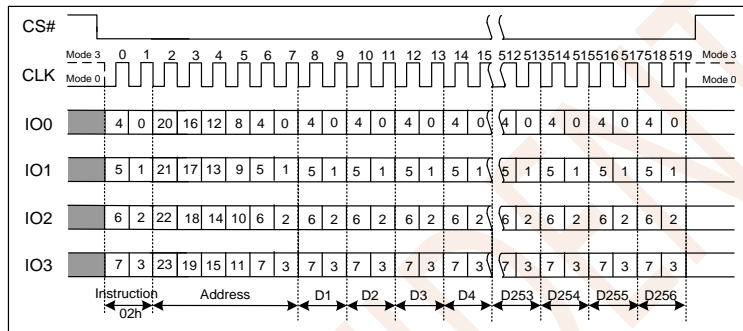 CS#
Mode 3 0 1 2 3 4 5 6 7 8 9 10 11 12 13 14 15 512 513 514 515 516 517 518 519 Mode 3
CLK
Mode 0 Mode 0
IO0 4 0 20 16 12 8 4 0 4 0 4 0 4 0 4 0 4 0 4 0 4 0 4 0
IO1 5 1 21 17 13 9 5 1 5 1 5 1 5 1 5 1 5 1 5 1 5 1 5 1
IO2 6 2 22 18 14 10 6 2 6 2 6 2 6 2 6 2 6 2 6 2 6 2 6 2
IO3 7 3 23 19 15 11 7 3 7 3 7 3 7 3 7 3 7 3 7 3 7 3 7 3
Instruction Address D1 D2 D3 D4 D253 D254 D255 D256
02h